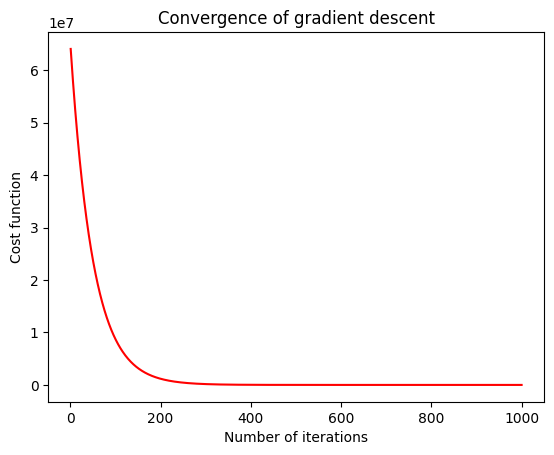 Convergence of gradient descent
1e7
6
5
4
3
2
1
0
Cost function
0 200 400 600 800 1000
Number of iterations